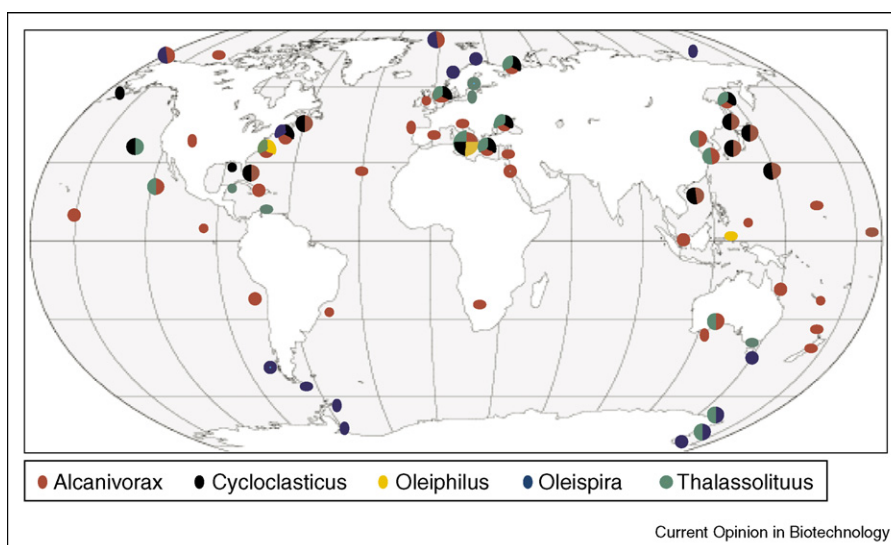 Alcanivorax Cycloclasticus Oleiphilus Oleispira Thalassolituus
Current Opinion in Biotechnology